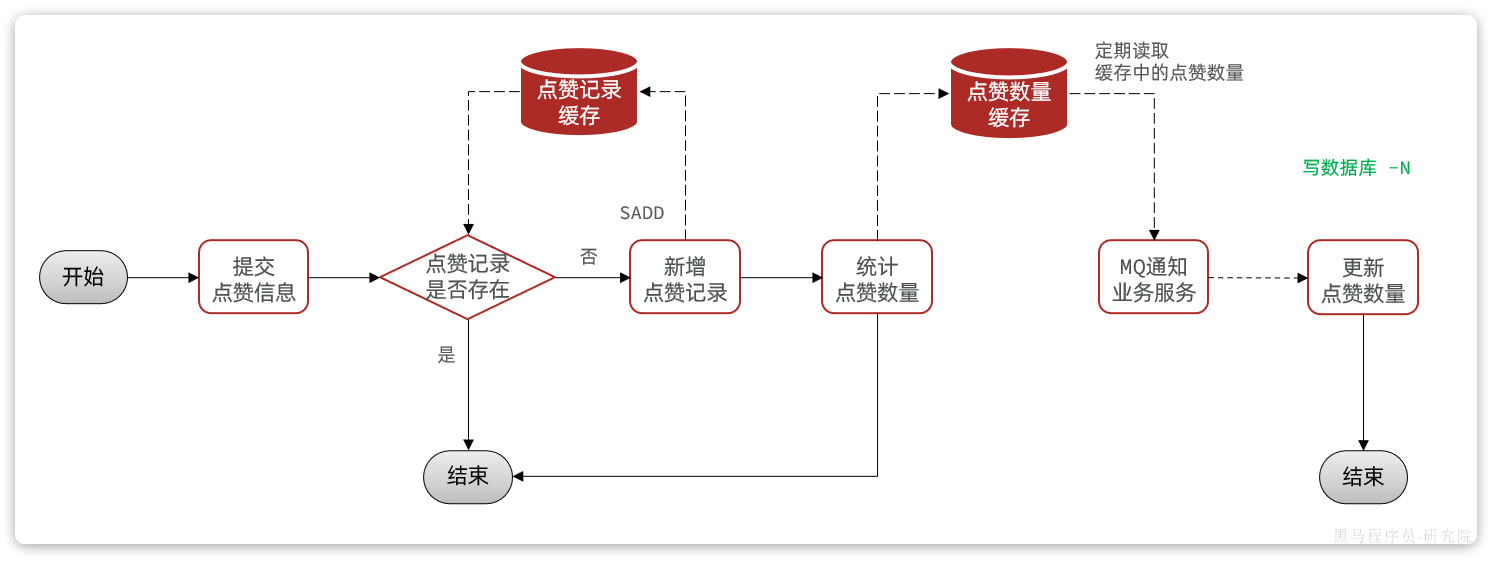 点赞记录
缓存
点赞数量
缓存
定期读取
缓存中的点赞数量
写数据库 -N
SADD
开始
提交
点赞信息
点赞记录
是否存在
否
新增
点赞记录
统计
点赞数量
MQ通知
业务服务
更新
点赞数量
是
结束
结束
黑马程序员-研究院